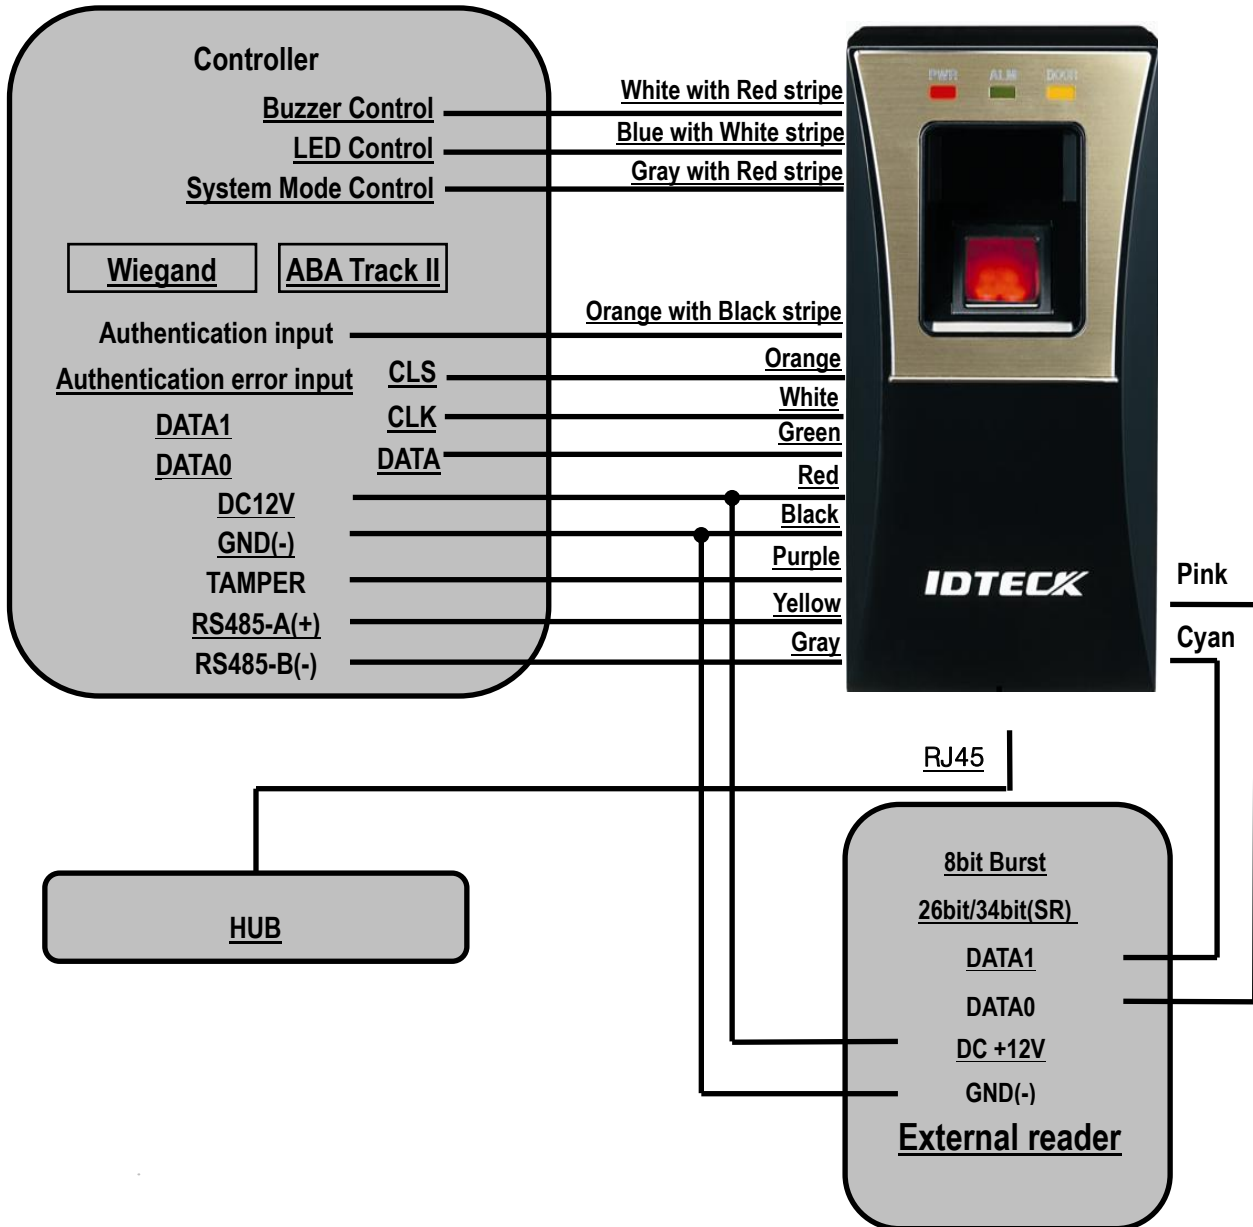 Controller
Buzzer Control
White with Red stripe
LED Control
Blue with White stripe
System Mode Control
Gray with Red stripe
PWR ALM DOOR
Wiegand
ABA Track II
Authentication input
Orange with Black stripe
Authentication error input
CLS
Orange
DATA1
CLK
White
DATA0
DATA
Green
DC12V
Red
GND(-)
Black
TAMPER
Purple
RS485-A(+)
Yellow
RS485-B(-)
Gray
IDTECK
Pink
Cyan
RJ45
HUB
8bit Burst
26bit/34bit(SR)
DATA1
DATA0
DC +12V
GND(-)
External reader